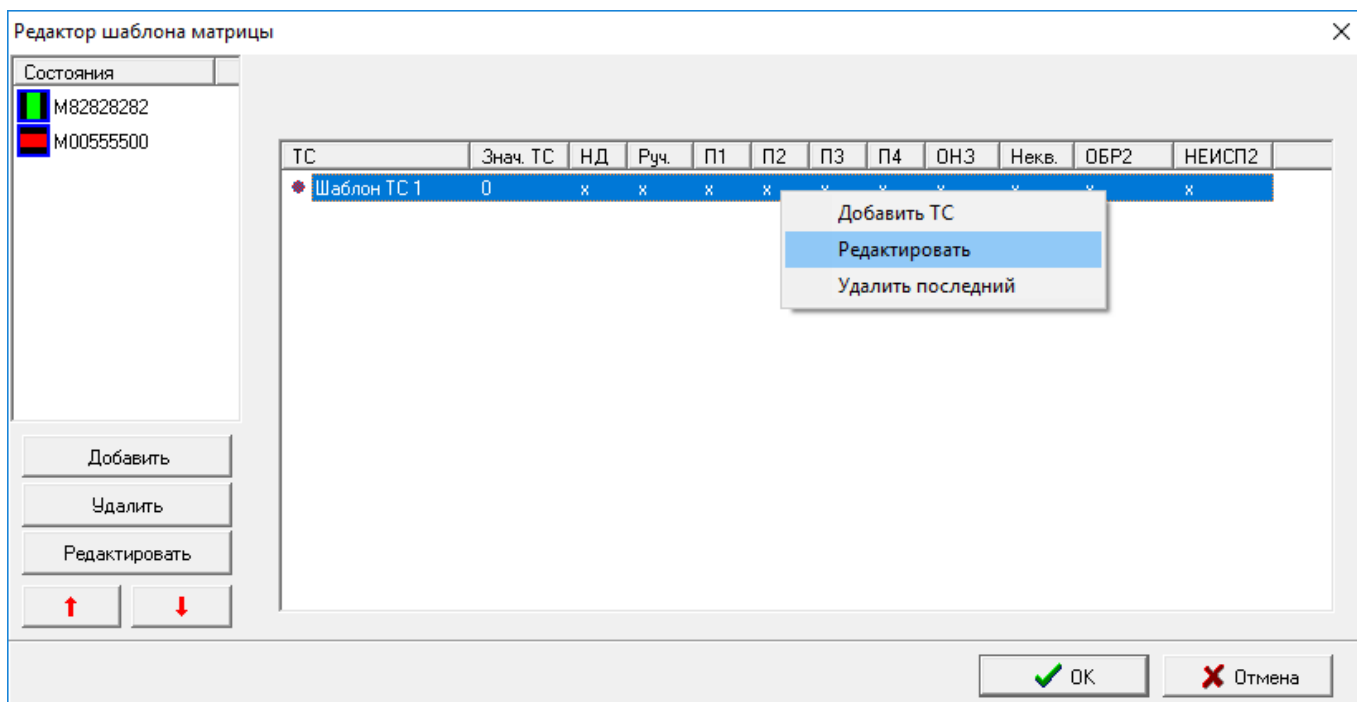 Редактор шаблона матрицы
Состояния
M82828282
M00555500
ТС Знач. ТС НД Руч. П1 П2 П3 П4 ОНЗ Некв. ОБР2 НЕИСП2
Шаблон ТС 1 0 x x x x x x x x x x
Добавить ТС
Редактировать
Удалить последний
Добавить
Удалить
Редактировать
OK Отмена